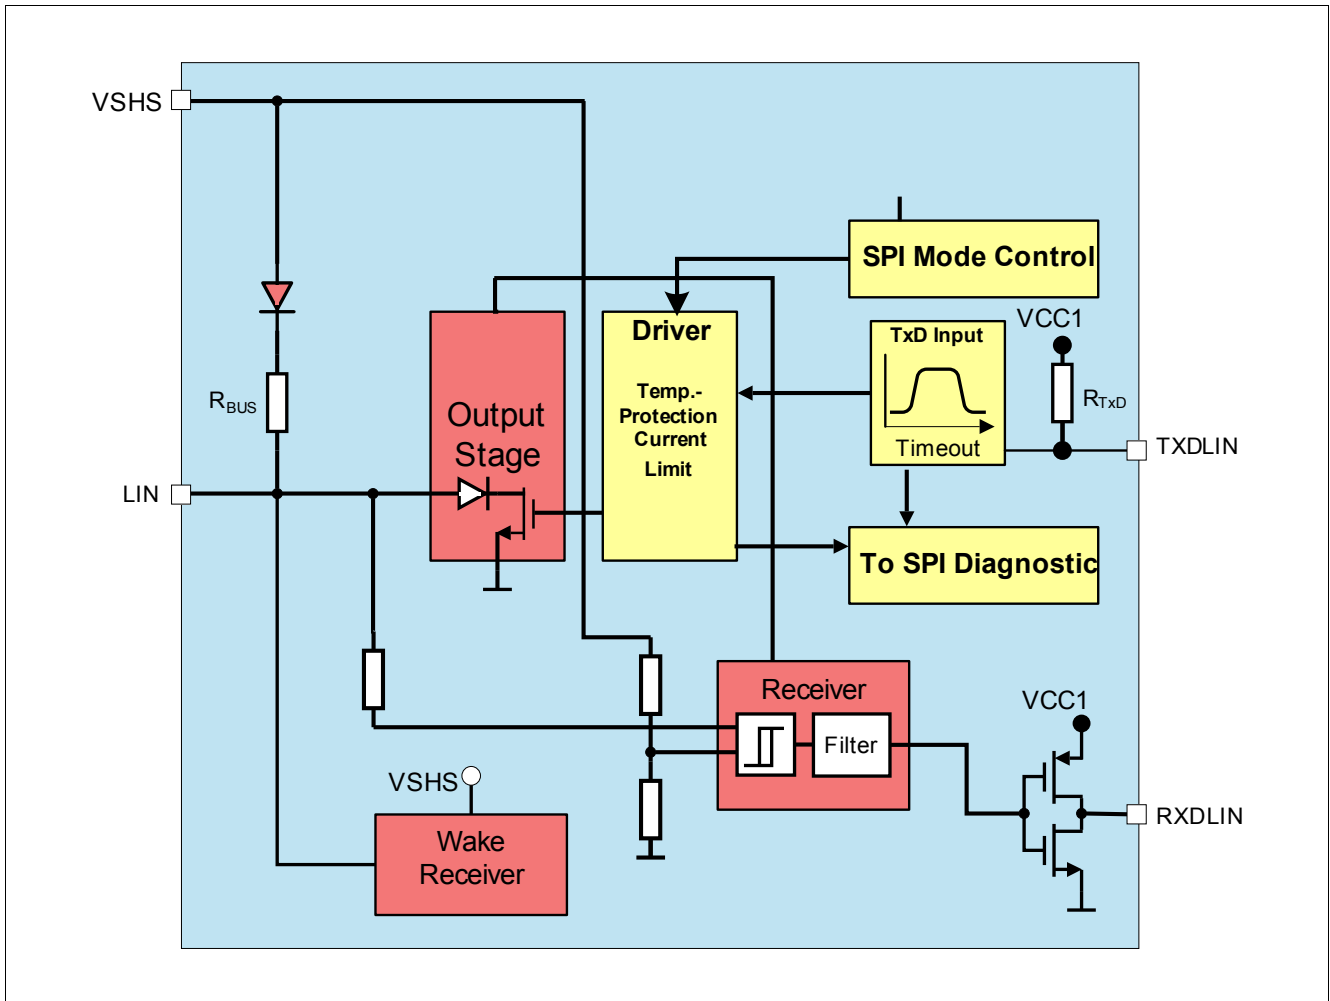 VSHS
SPI Mode Control
Driver
Temp.-
Protection
Current
Limit
TxD Input
Timeout
VCC1
RTxD
TXDLIN
RBUS
Output
Stage
LIN
To SPI Diagnostic
Receiver
Filter
VCC1
RXDLIN
VSHS
Wake
Receiver